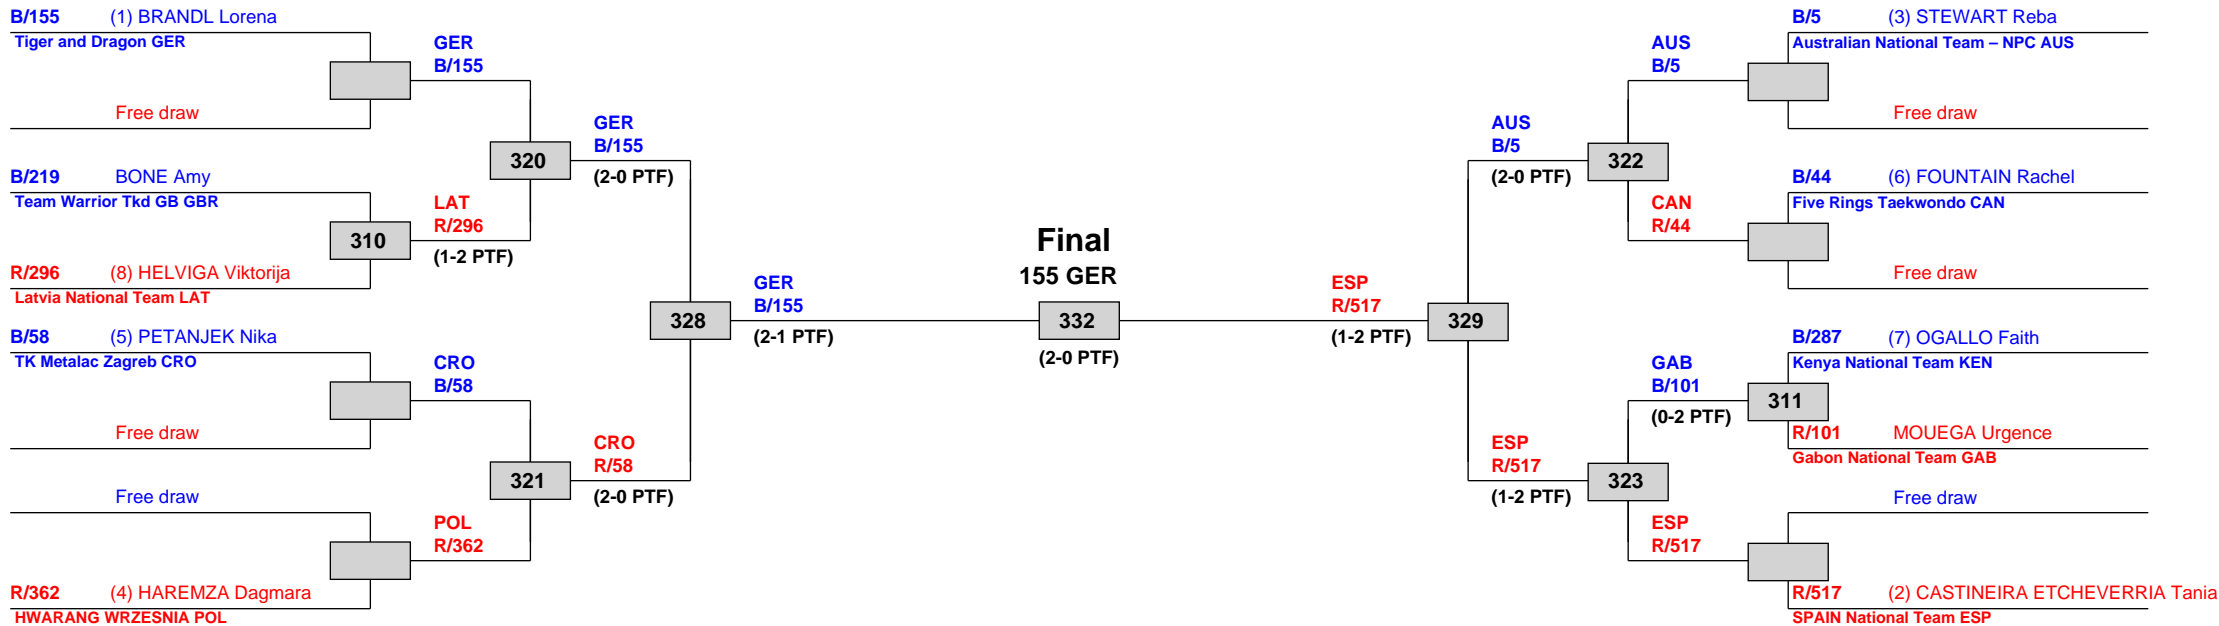 B/155 (1) BRANDL Lorena
Tiger and Dragon GER
Free draw
B/219 BONE Amy
Team Warrior Tkd GB GBR
R/296 (8) HELVIGA Viktorija
Latvia National Team LAT
B/58 (5) PETANJEK Nika
TK Metalac Zagreb CRO
Free draw
Free draw
R/362 (4) HAREMZA Dagmara
HWARANG WRZESNIA POL
GER
B/155
310
LAT
R/296
(1-2 PTF)
CRO
B/58
POL
R/362
320
GER
B/155
(2-0 PTF)
321
CRO
R/58
(2-0 PTF)
328
GER
B/155
(2-1 PTF)
Final
155 GER
332
(2-0 PTF)
ESP
R/517
(1-2 PTF)
329
AUS
B/5
(2-0 PTF)
322
ESP
R/517
(1-2 PTF)
323
AUS
B/5
CAN
R/44
GAB
B/101
(0-2 PTF)
311
ESP
R/517
B/5 (3) STEWART Reba
Australian National Team – NPC AUS
Free draw
B/44 (6) FOUNTAIN Rachel
Five Rings Taekwondo CAN
Free draw
B/287 (7) OGALLO Faith
Kenya National Team KEN
R/101 MOUEGA Urgence
Gabon National Team GAB
Free draw
R/517 (2) CASTINEIRA ETCHEVERRIA Tania
SPAIN National Team ESP